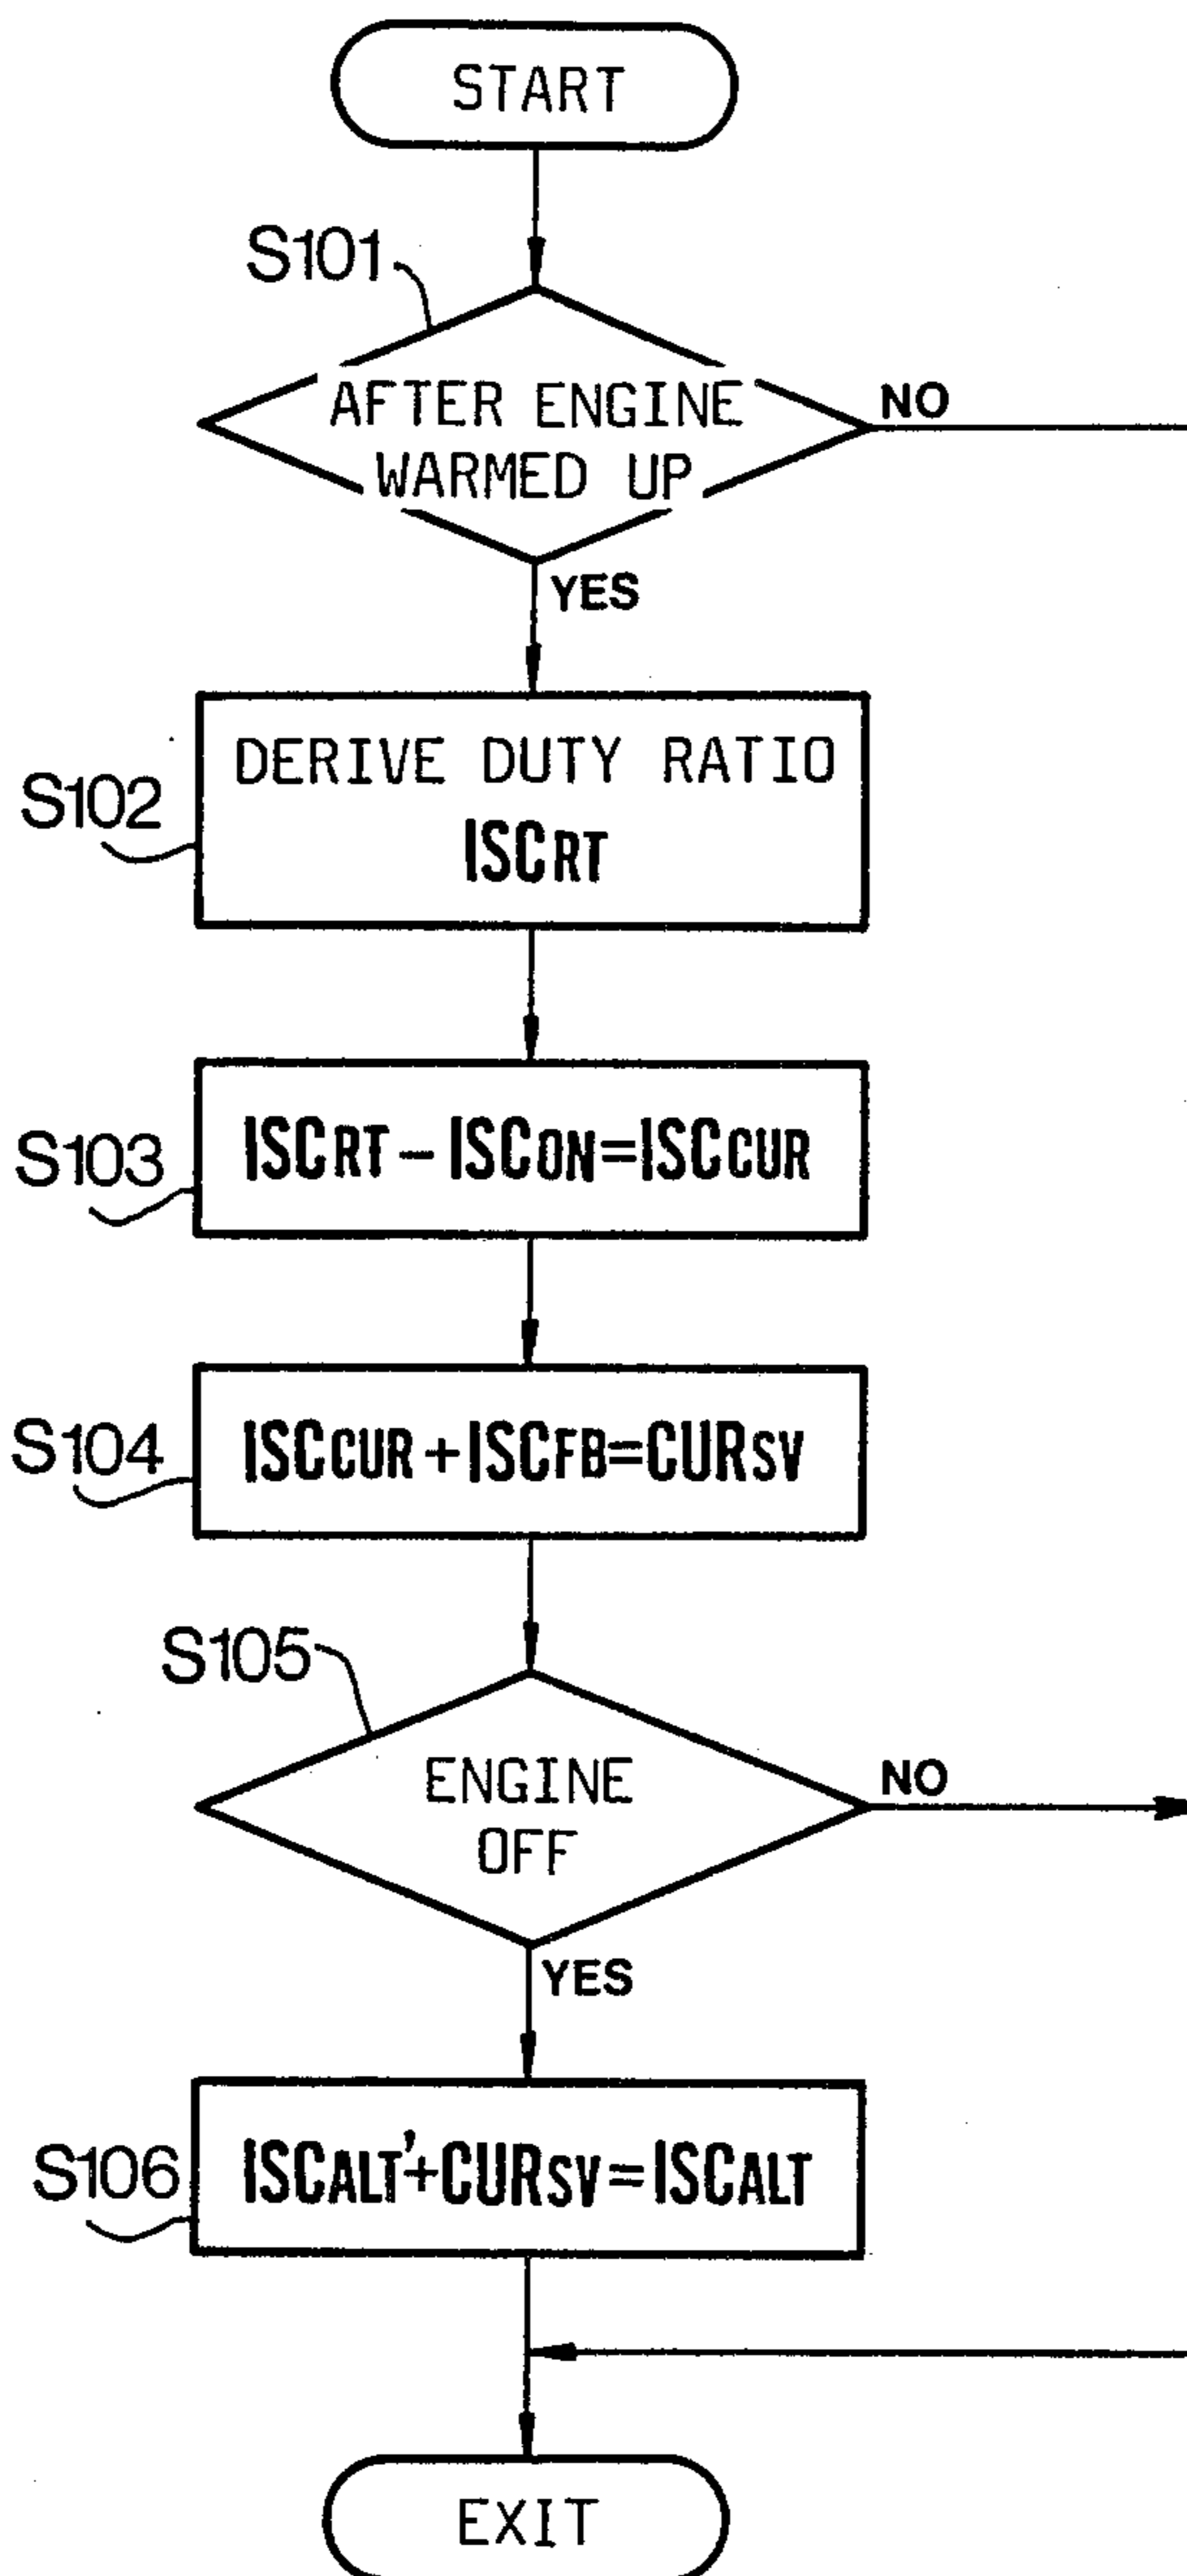 START
S101
AFTER ENGINE
WARMED UP
NO
YES
S102
DERIVE DUTY RATIO
ISCRT
S103
ISCRT - ISCON = ISCCUR
S104
ISCCUR + ISCFB = CURSV
S105
ENGINE
OFF
NO
YES
S106
ISCALT' + CURSV = ISCALT
EXIT